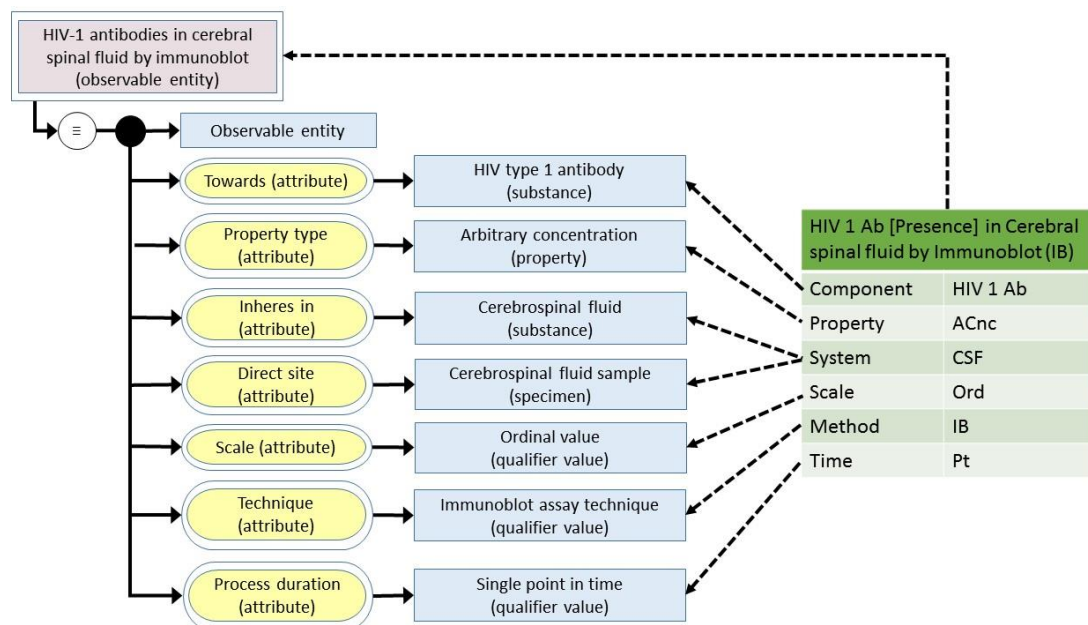 HIV-1 antibodies in cerebral
spinal fluid by immunoblot
(observable entity)
≡
Observable entity
Towards (attribute)
HIV type 1 antibody
(substance)
Property type
(attribute)
Arbitrary concentration
(property)
Inheres in
(attribute)
Cerebrospinal fluid
(substance)
Direct site
(attribute)
Cerebrospinal fluid sample
(specimen)
Scale (attribute)
Ordinal value
(qualifier value)
Technique
(attribute)
Immunoblot assay technique
(qualifier value)
Process duration
(attribute)
Single point in time
(qualifier value)
HIV 1 Ab [Presence] in Cerebral
spinal fluid by Immunoblot (IB)
Component HIV 1 Ab
Property ACnc
System CSF
Scale Ord
Method IB
Time Pt